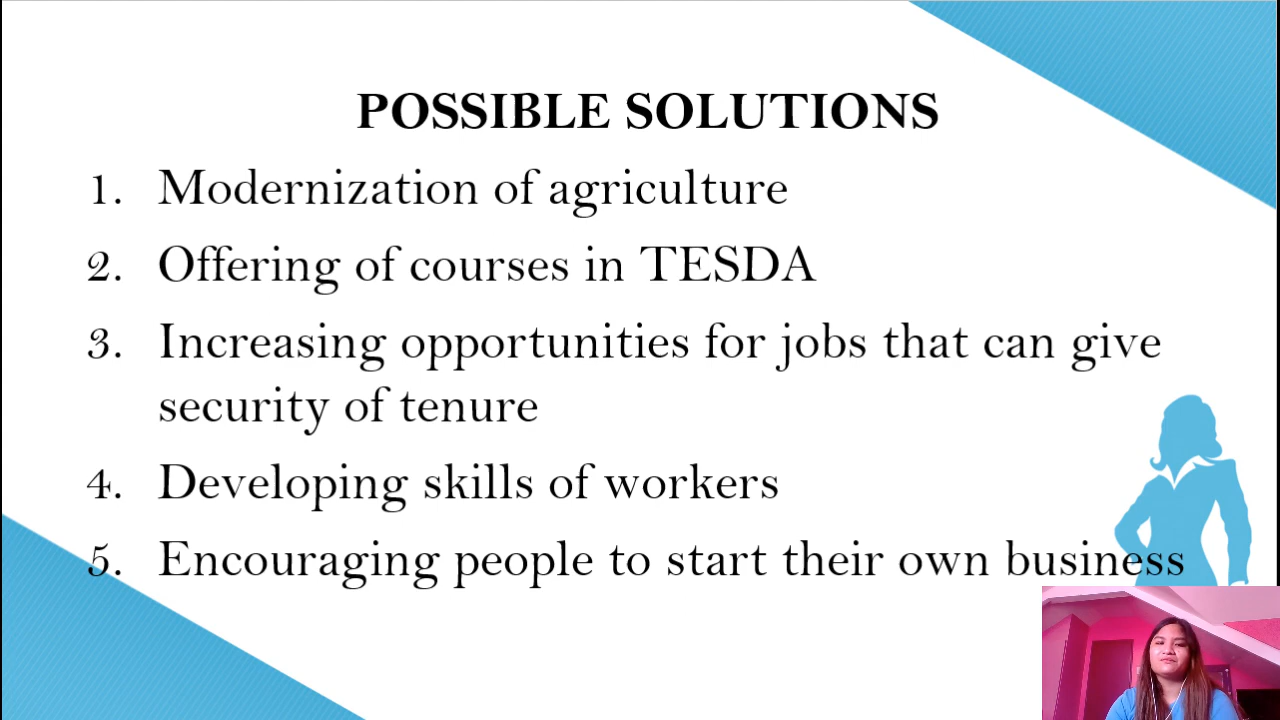 POSSIBLE SOLUTIONS
1. Modernization of agriculture
2. Offering of courses in TESDA
3. Increasing opportunities for jobs that can give
security of tenure
4. Developing skills of workers
5. Encouraging people to start their own business